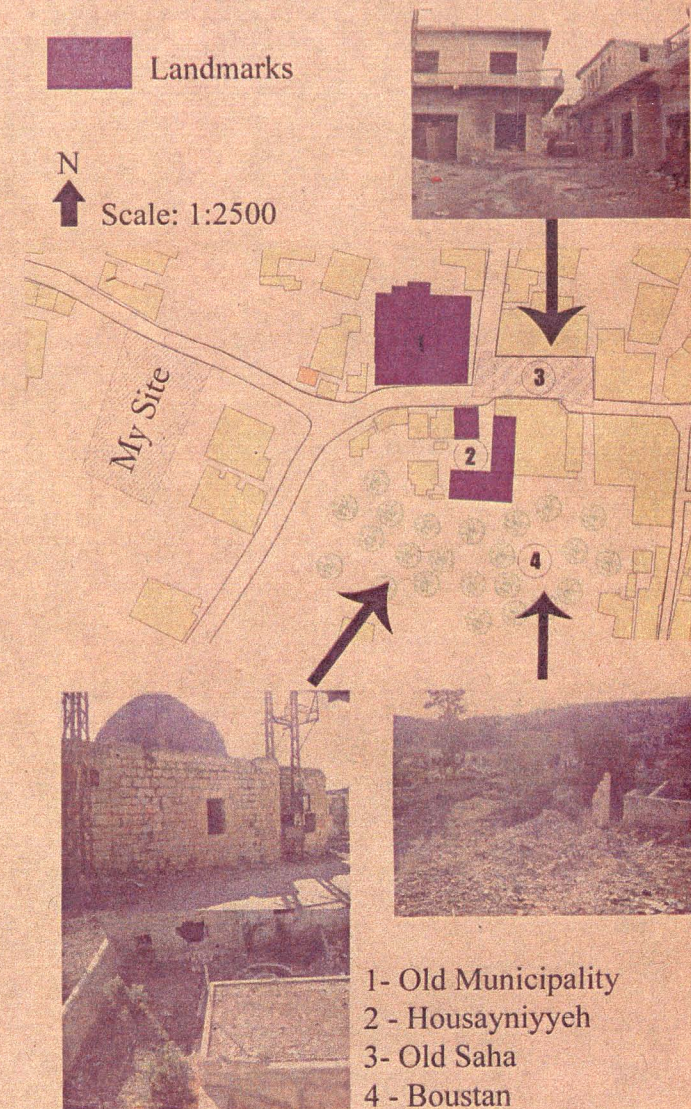 Landmarks
N
Scale: 1:2500
My Site
1
3
2
4
1- Old Municipality
2 - Housayniyyeh
3- Old Saha
4 - Boustan